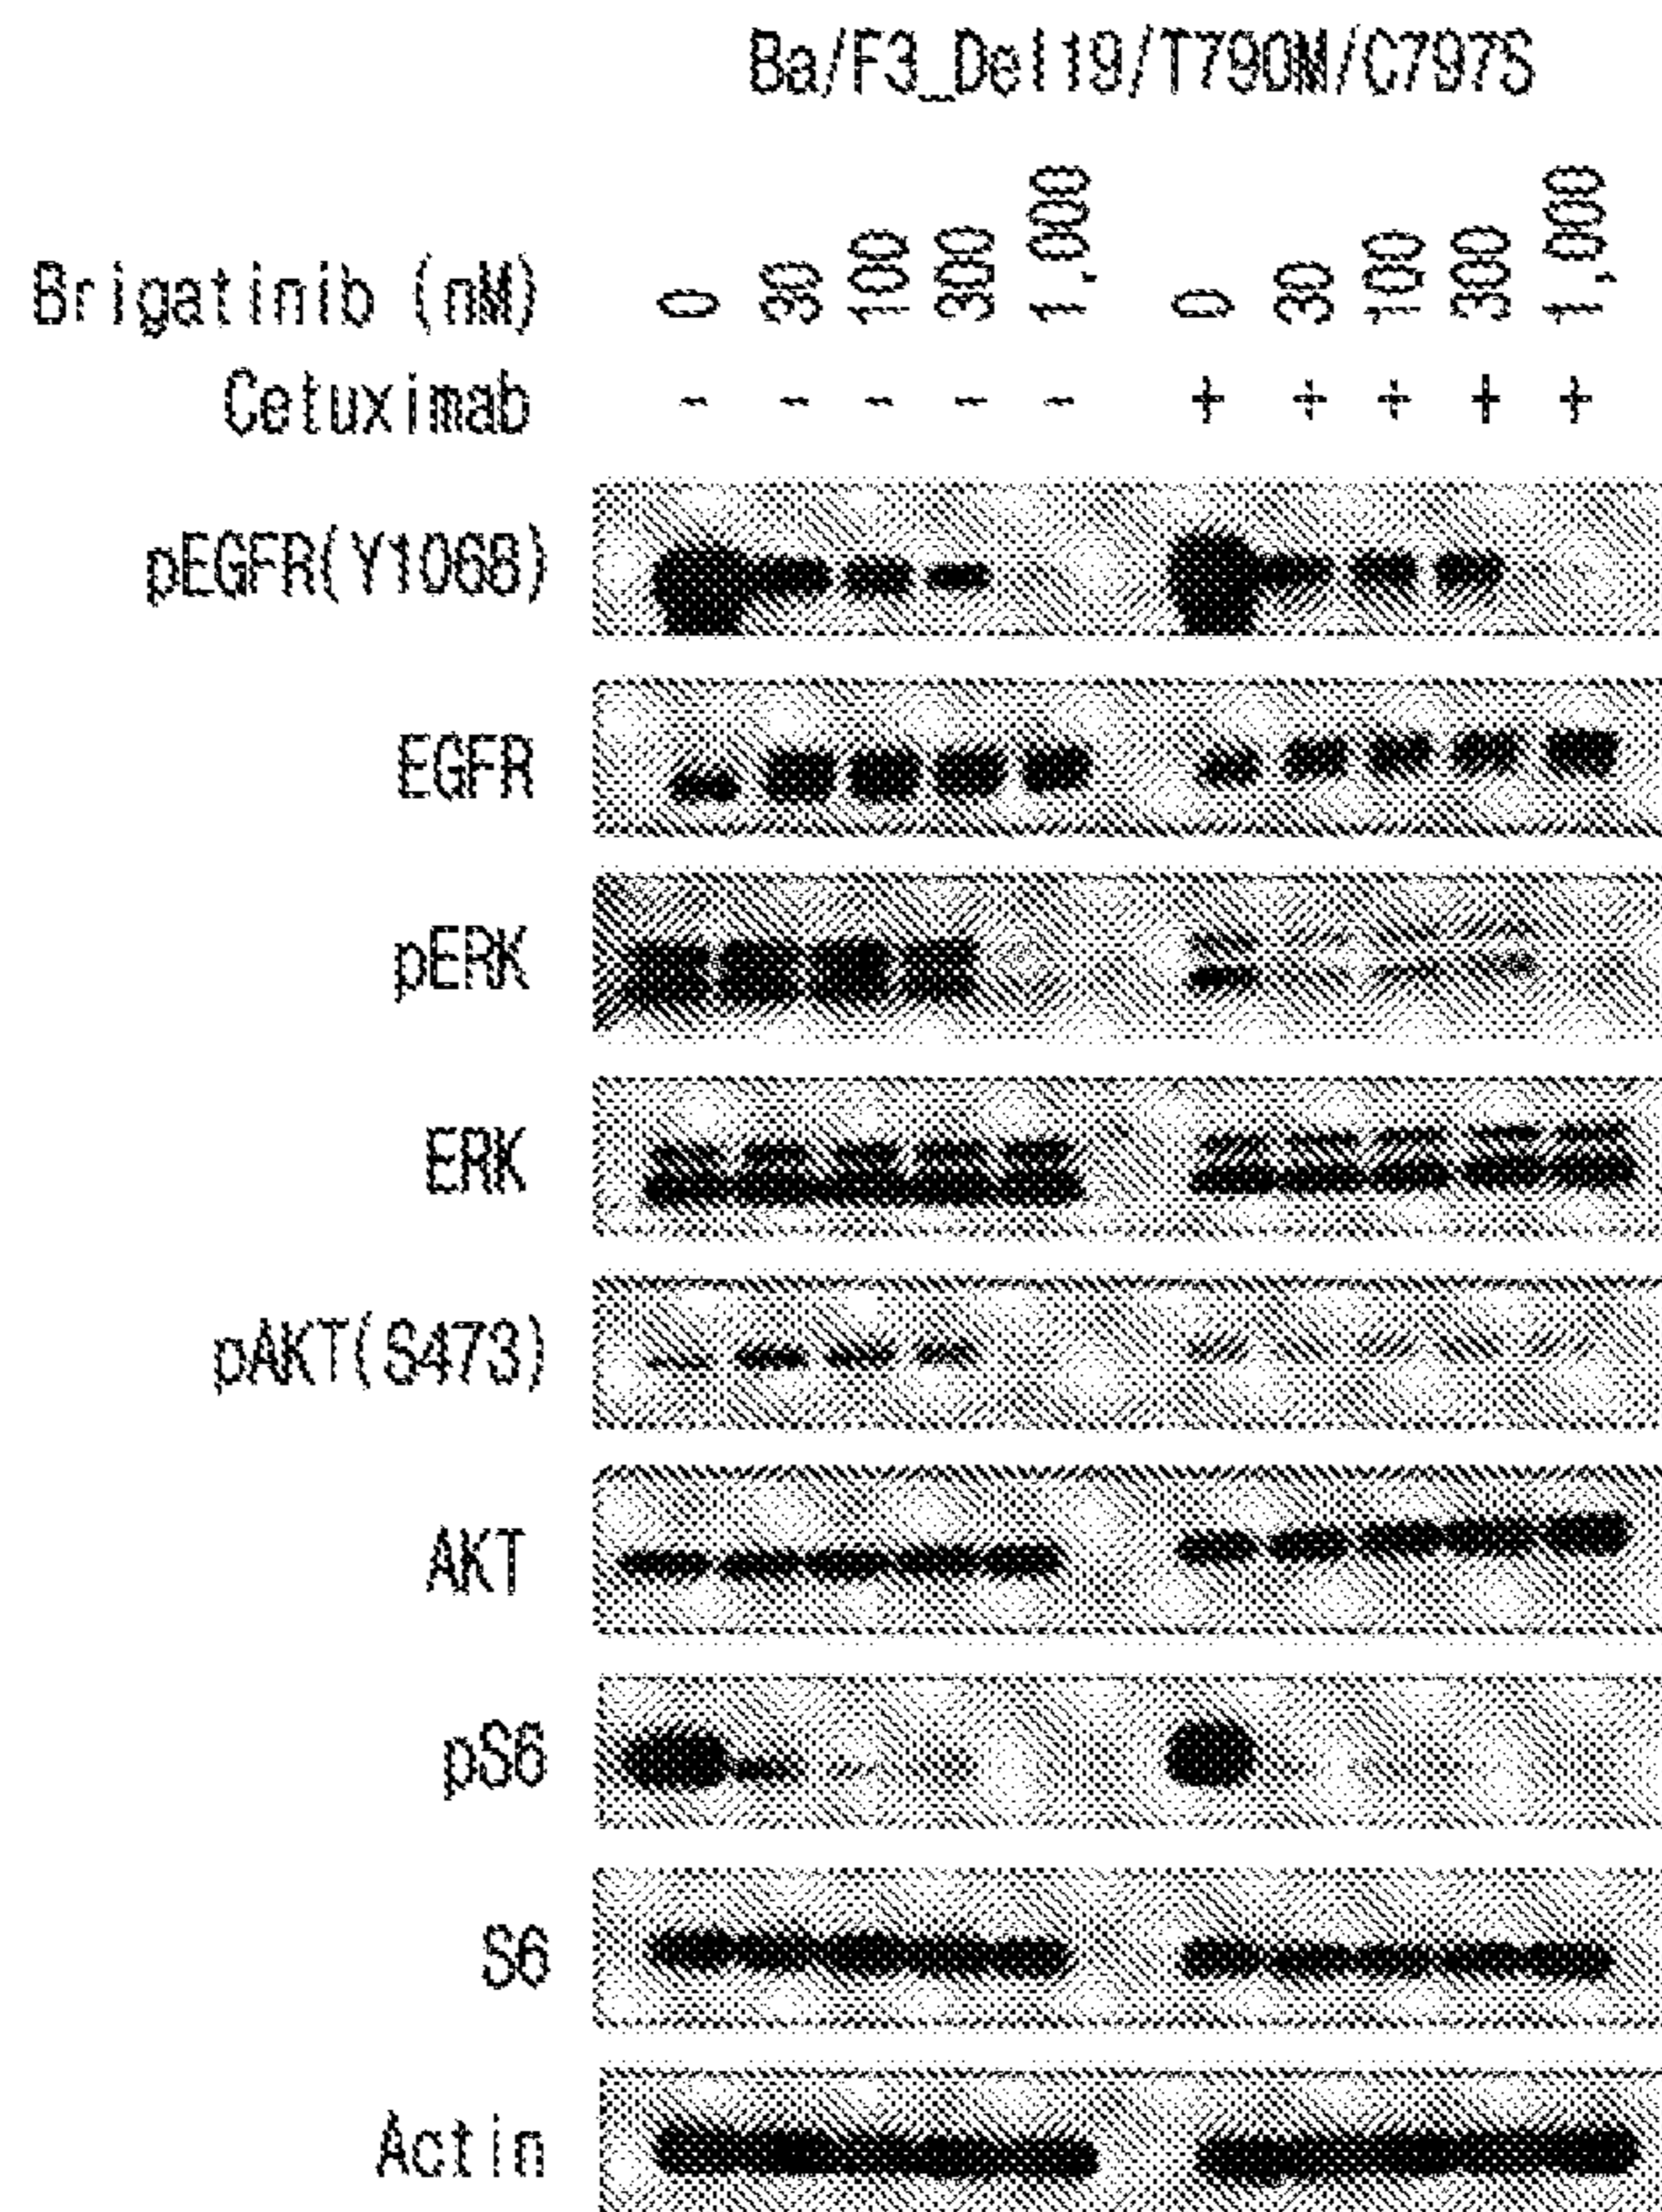 Ba/F3_Del19/T790M/C797S
Brigatinib (nM) 0 30 100 300 1,000 0 30 100 300 1,000
Cetuximab - - - - - + + + + +
pEGFR(Y1068)
EGFR
pERK
ERK
pAKT(S473)
AKT
pS6
S6
Actin